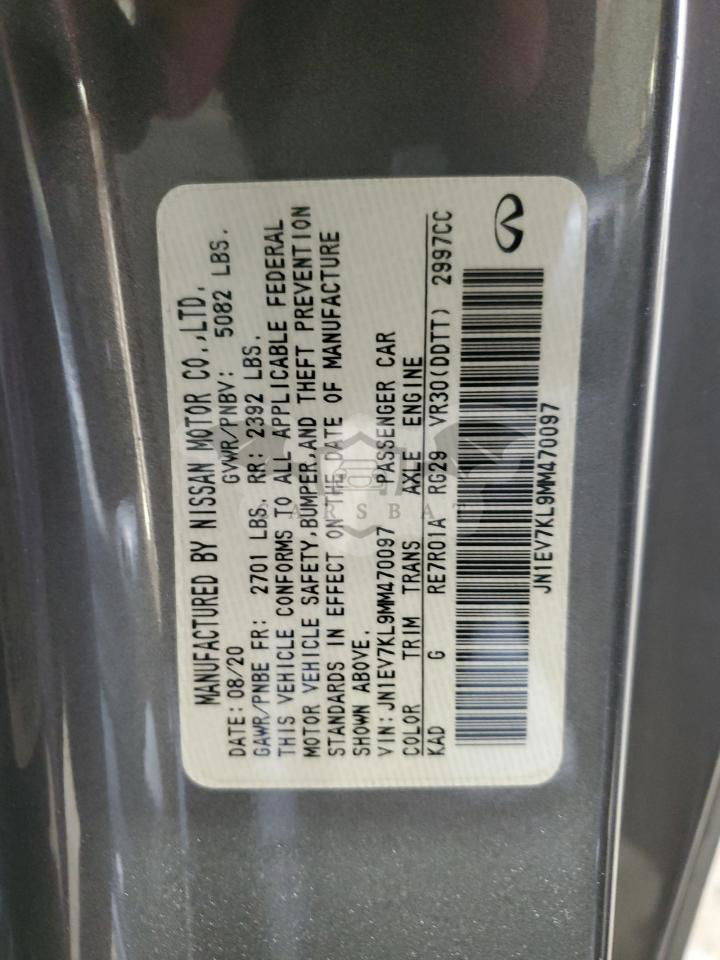 MANUFACTURED BY NISSAN MOTOR CO.,LTD.
DATE: 08/20 GVWR/PNBV: 5082 LBS.
GAWR/PNBE FR: 2701 LBS. RR: 2392 LBS.
THIS VEHICLE CONFORMS TO ALL APPLICABLE FEDERAL
MOTOR VEHICLE SAFETY,BUMPER,AND THEFT PREVENTION
STANDARDS IN EFFECT ON THE DATE OF MANUFACTURE
SHOWN ABOVE.
VIN: JN1EV7KL9MM470097 PASSENGER CAR
COLOR TRIM TRANS AXLE ENGINE
KAD G RE7R01A RG29 VR30(DDTT) 2997CC
JN1EV7KL9MM470097
CARSBAT